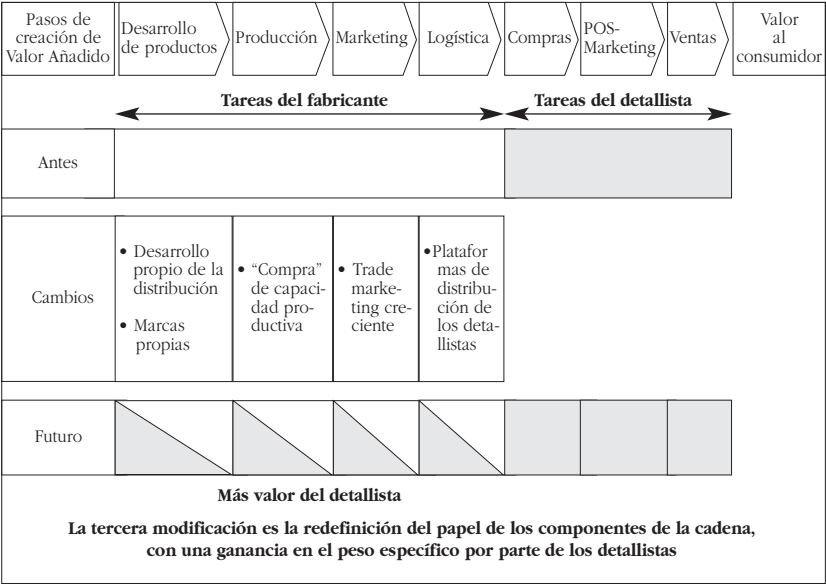 Pasos de
creación de
Valor Añadido
Desarrollo
de productos
Producción
Marketing
Logística
Compras
POS-
Marketing
Ventas
Valor
al
consumidor
Tareas del fabricante
Tareas del detallista
Antes
Cambios
• Desarrollo
propio de la
distribución
• Marcas
propias
• “Compra”
de capaci-
dad pro-
ductiva
• Trade
marke-
ting cre-
ciente
•Platafor
mas de
distribu-
ción de
los deta-
llistas
Futuro
Más valor del detallista
La tercera modificación es la redefinición del papel de los componentes de la cadena,
con una ganancia en el peso específico por parte de los detallistas